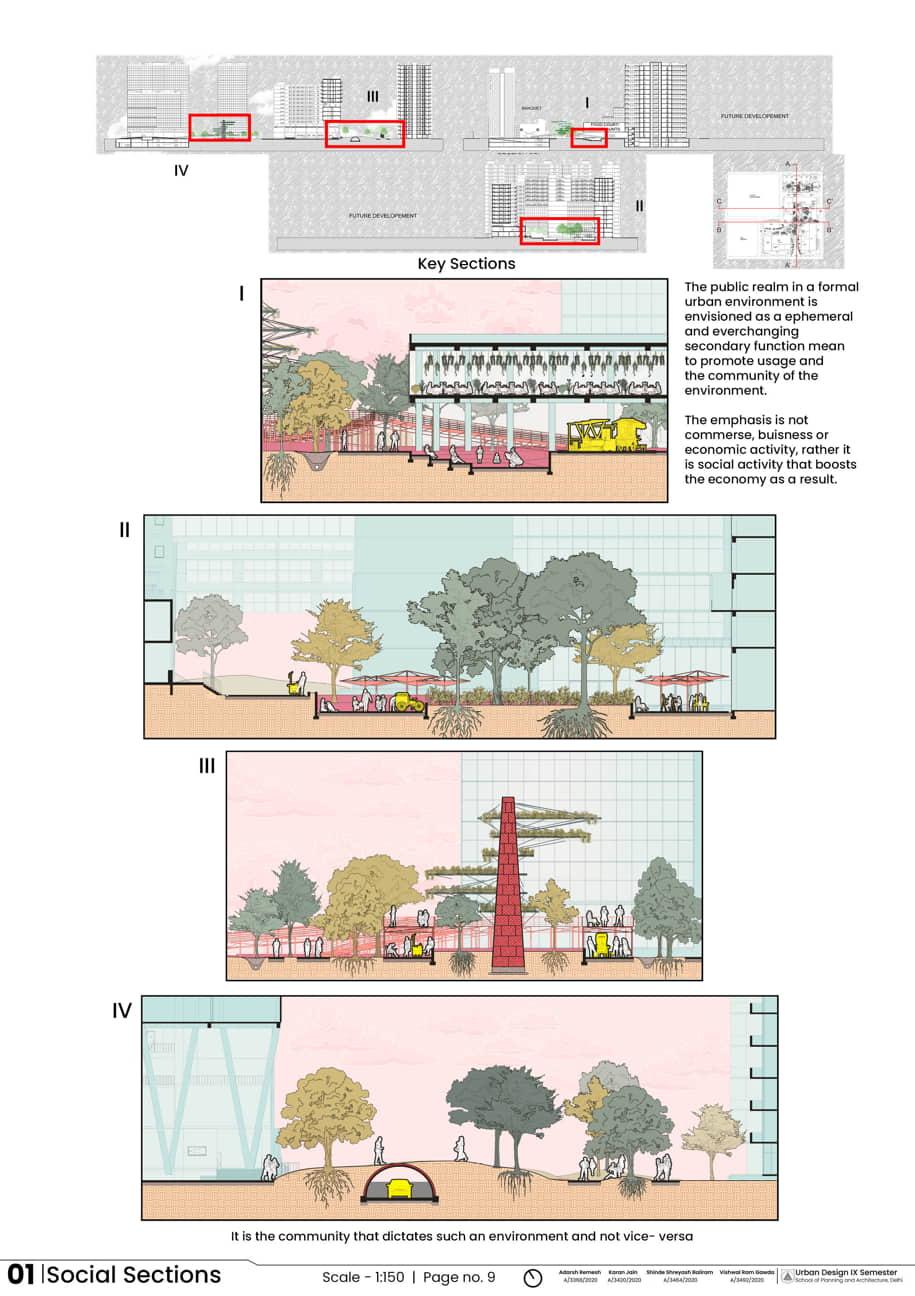 III
I
BANQUET
FOOD COURT/
FUTURE DEVELOPEMENT
IV
A
C
C'
B
B'
A'
II
FUTURE DEVELOPEMENT
Key Sections
I
The public realm in a formal
urban environment is
envisioned as a ephemeral
and everchanging
secondary function mean
to promote usage and
the community of the
environment.
The emphasis is not
commerse, buisness or
economic activity, rather it
is social activity that boosts
the economy as a result.
II
III
IV
It is the community that dictates such an environment and not vice- versa
01 | Social Sections
Scale - 1:150 | Page no. 9
Adarsh Remesh Karan Jain Shinde Shreyash Baliram Vishwal Ram Gawda
A/3368/2020 A/3420/2020 A/3464/2020 A/3492/2020
Urban Design IX Semester
School of Planning and Architecture, Delhi